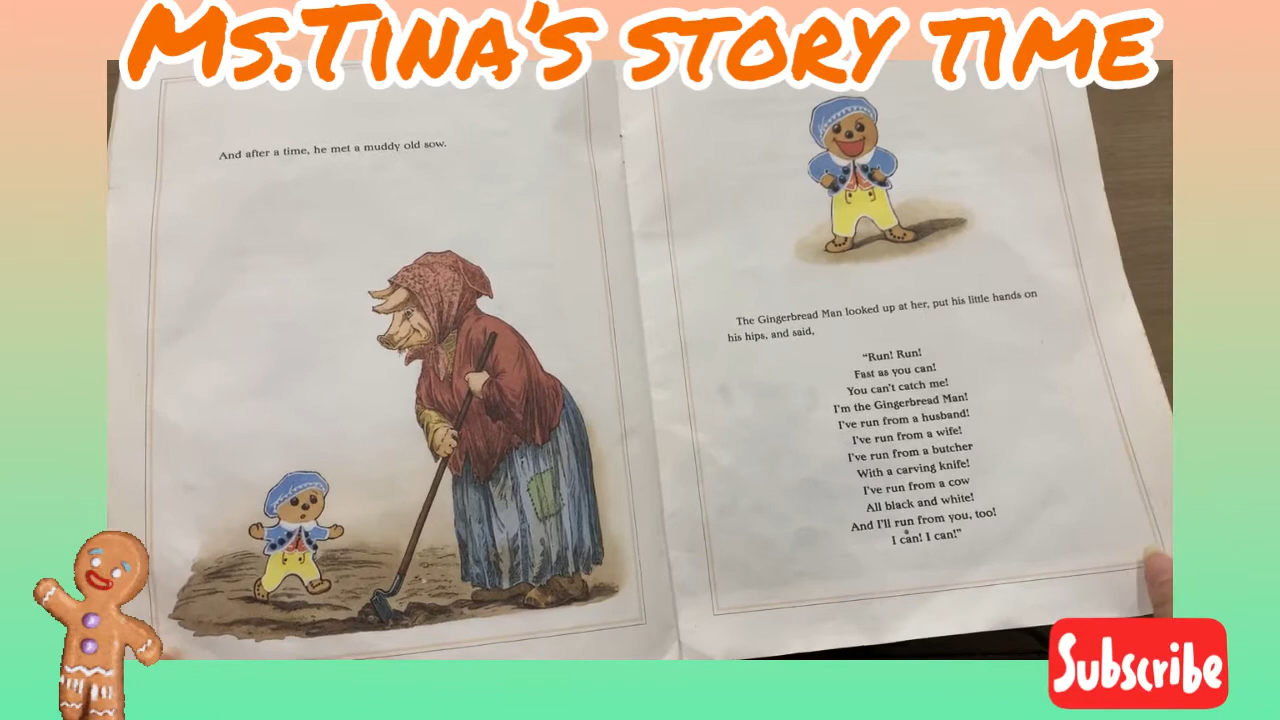 Ms.Tina's story time
And after a time, he met a muddy old sow.
The Gingerbread Man looked up at her, put his little hands on
his hips, and said,
"Run! Run!
Fast as you can!
You can't catch me!
I'm the Gingerbread Man!
I've run from a husband!
I've run from a wife!
I've run from a butcher
With a carving knife!
I've run from a cow
All black and white!
And I'll run from you, too!
I can! I can!"
Subscribe